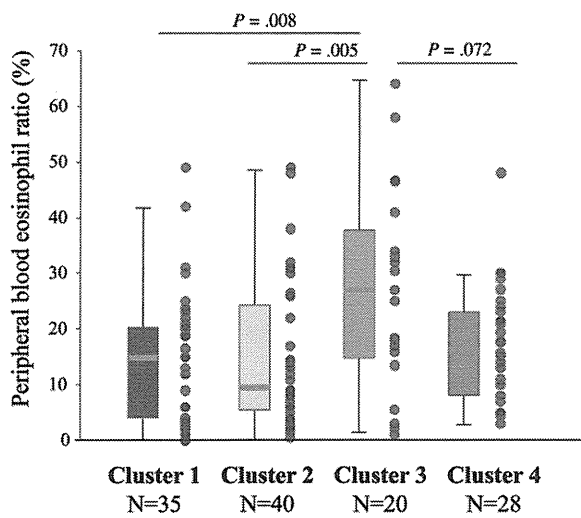 P = .008
P = .005
P = .072
Peripheral blood eosinophil ratio (%)
70
60
50
40
30
20
10
0
Cluster 1 Cluster 2 Cluster 3 Cluster 4
N=35 N=40 N=20 N=28